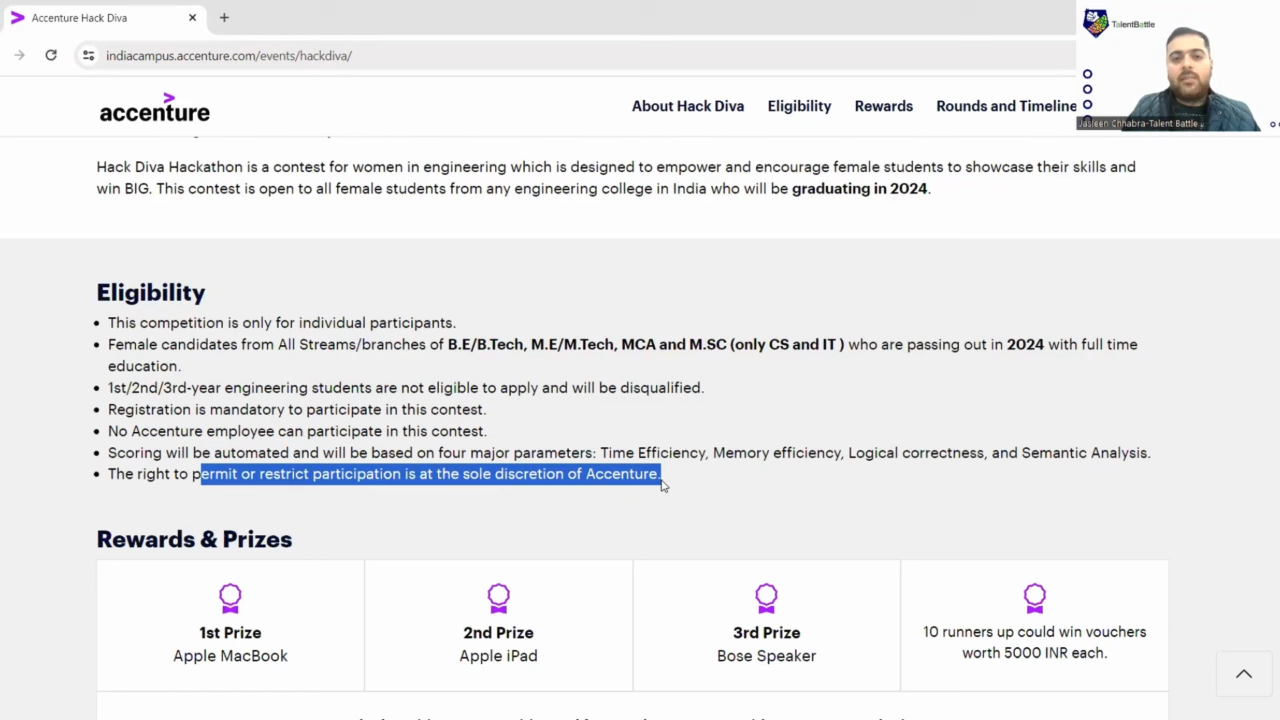 Accenture Hack Diva
indiacampus.accenture.com/events/hackdiva/
TalentBattle
Jasleen Chhabra-Talent Battle
accenture
About Hack Diva Eligibility Rewards Rounds and Timeline
Hack Diva Hackathon is a contest for women in engineering which is designed to empower and encourage female students to showcase their skills and
win BIG. This contest is open to all female students from any engineering college in India who will be graduating in 2024.
Eligibility
• This competition is only for individual participants.
• Female candidates from All Streams/branches of B.E/B.Tech, M.E/M.Tech, MCA and M.SC (only CS and IT ) who are passing out in 2024 with full time
education.
• 1st/2nd/3rd-year engineering students are not eligible to apply and will be disqualified.
• Registration is mandatory to participate in this contest.
• No Accenture employee can participate in this contest.
• Scoring will be automated and will be based on four major parameters: Time Efficiency, Memory efficiency, Logical correctness, and Semantic Analysis.
• The right to permit or restrict participation is at the sole discretion of Accenture.
Rewards & Prizes
1st Prize
Apple MacBook
2nd Prize
Apple iPad
3rd Prize
Bose Speaker
10 runners up could win vouchers
worth 5000 INR each.